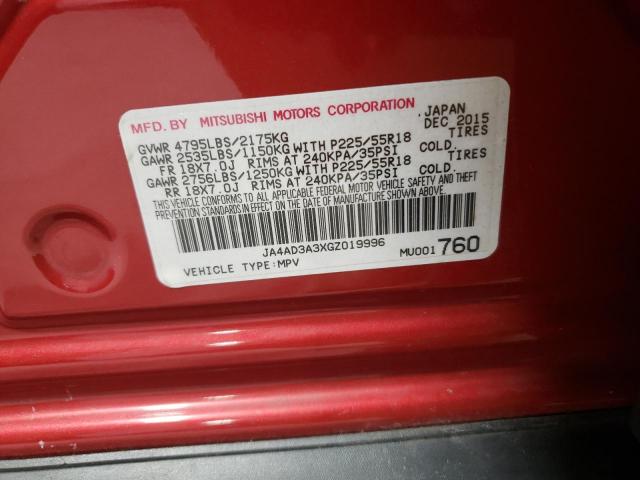 MFD. BY MITSUBISHI MOTORS CORPORATION, JAPAN
GVWR 4795LBS/2175KG DEC 2015
GAWR 2535LBS/1150KG WITH P225/55R18 TIRES
FR 18X7.0J RIMS AT 240KPA/35PSI COLD.
GAWR 2756LBS/1250KG WITH P225/55R18 TIRES
RR 18X7.0J RIMS AT 240KPA/35PSI COLD.
THIS VEHICLE CONFORMS TO ALL APPLICABLE FEDERAL MOTOR VEHICLE SAFETY
STANDARDS IN EFFECT ON THE DATE OF MANUFACTURE SHOWN ABOVE.
JA4AD3A3XGZ019996
VEHICLE TYPE:MPV MU001760